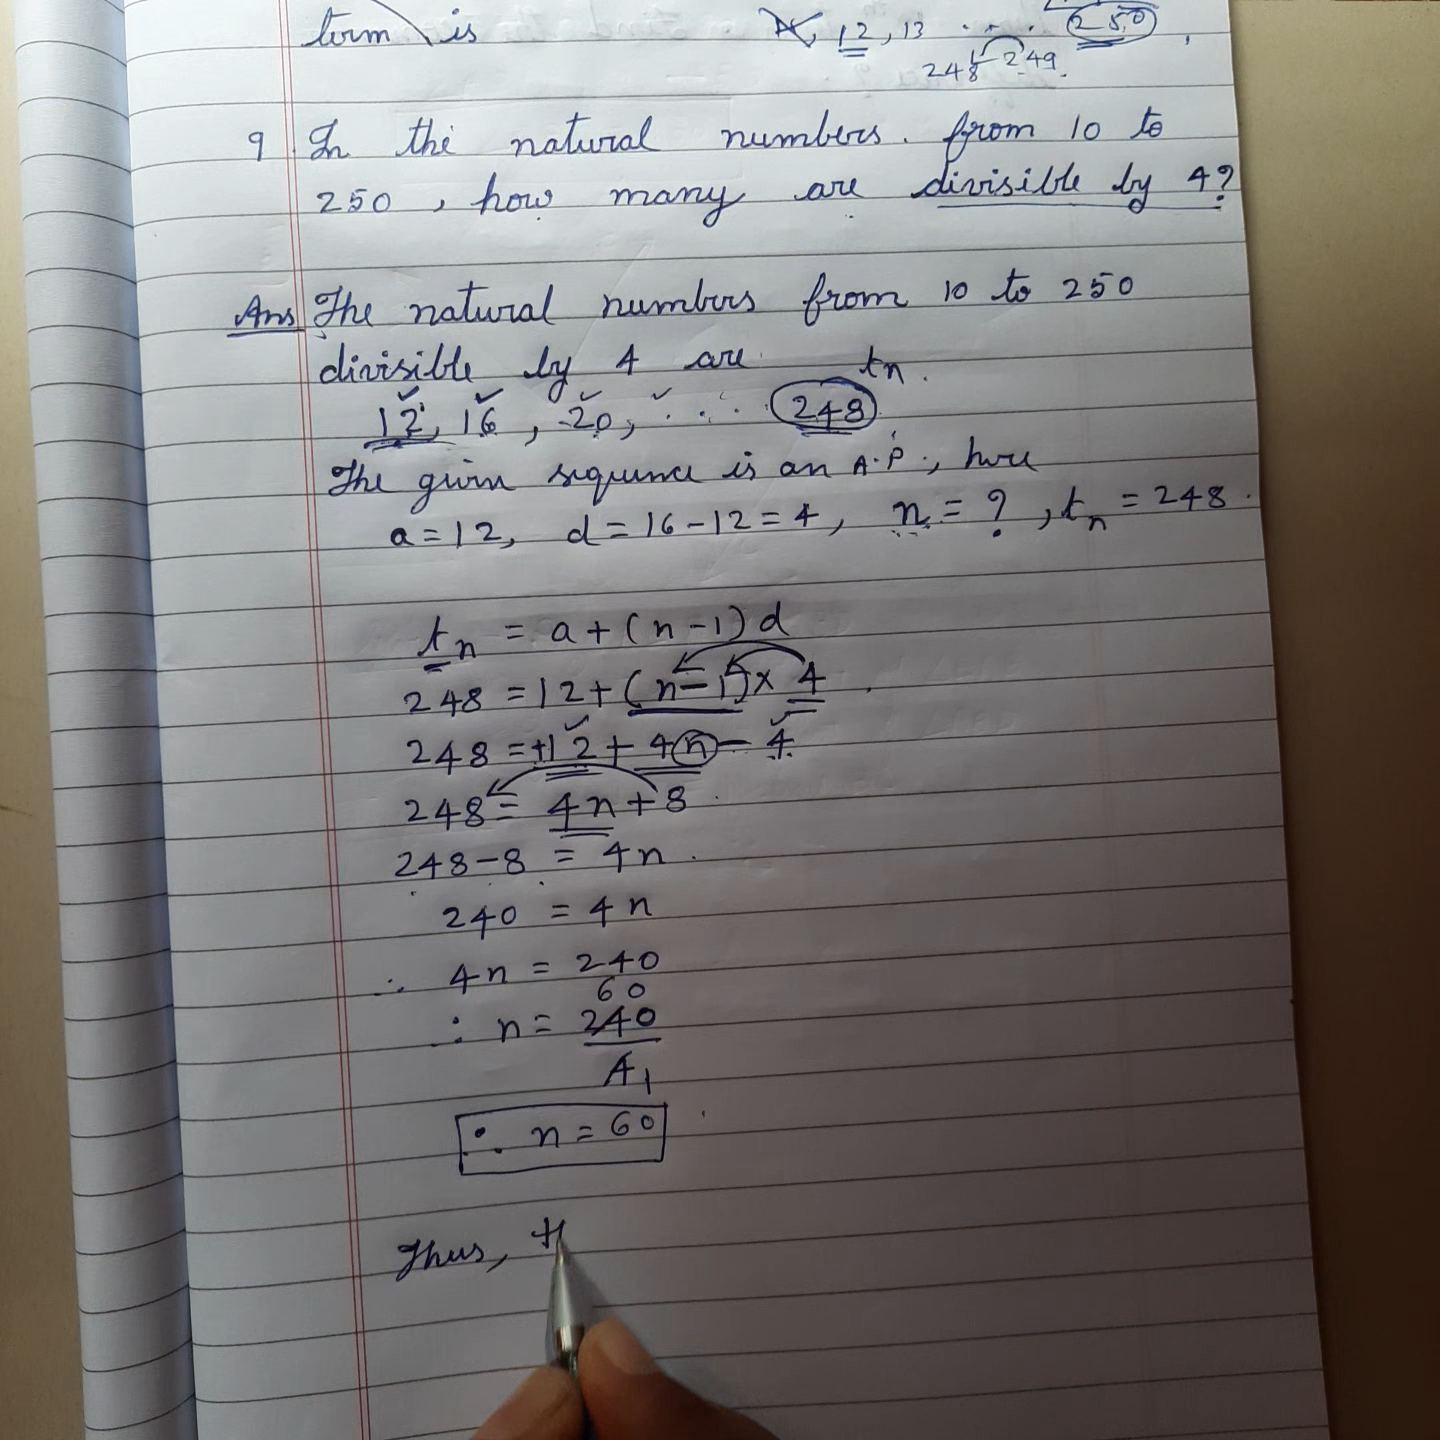 term is 12, 13 .... 250,
248 249.
9 In the natural numbers. from 10 to
250, how many are divisible by 4?
Ans The natural numbers from 10 to 250
divisible by 4 are tn.
12, 16, 20, .... 248
The given sequence is an A.P., here
a = 12, d = 16 - 12 = 4, n = ?, tn = 248.
tn = a + (n - 1) d
248 = 12 + (n - 1) × 4
248 = +12 + 4n - 4
248 = 4n + 8
248 - 8 = 4n
240 = 4n
∴ 4n = 240
60
∴ n = 240
4 1
∴ n = 60
Thus, th